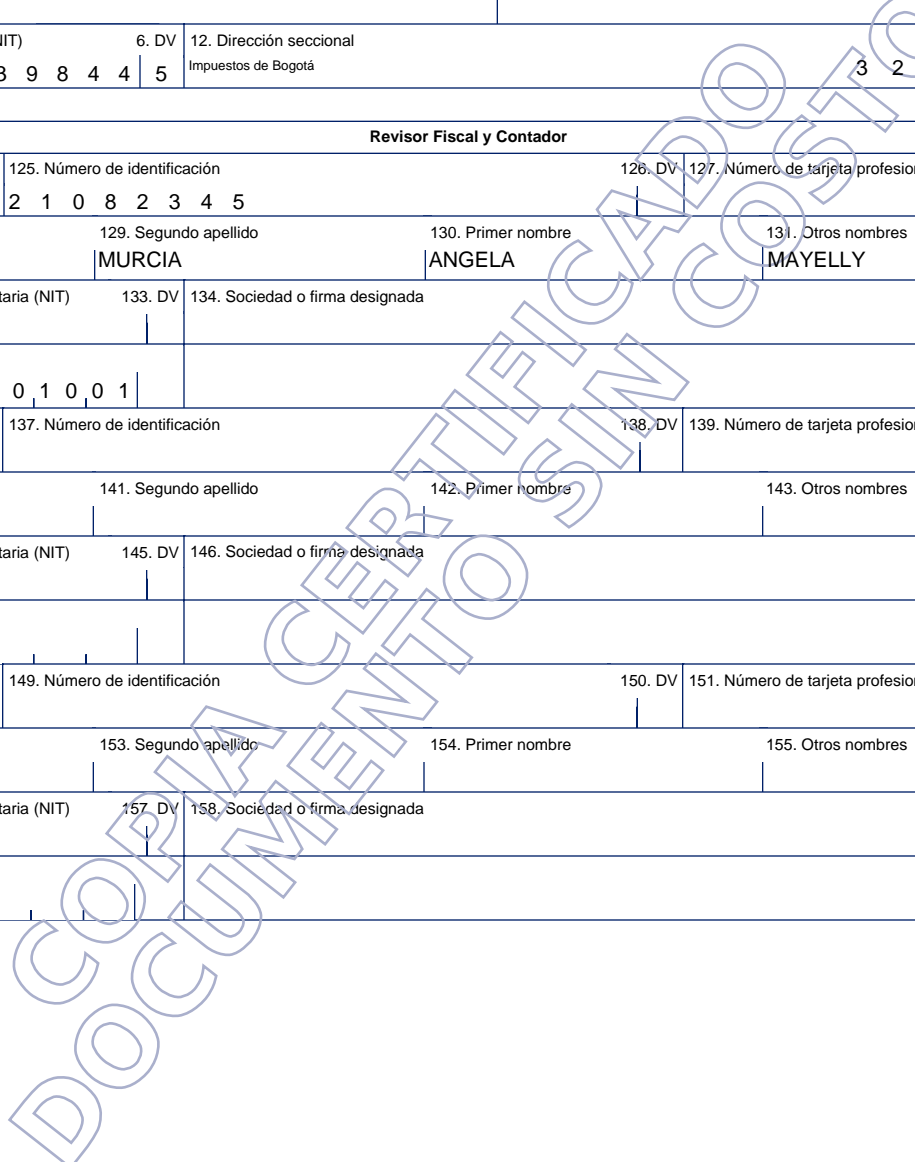 IT) 6. DV 12. Dirección seccional
9 8 4 4 5 Impuestos de Bogotá 3 2
Revisor Fiscal y Contador
125. Número de identificación 126. DV 127. Número de tarjeta profesion
2 1 0 8 2 3 4 5
129. Segundo apellido 130. Primer nombre 131. Otros nombres
MURCIA ANGELA MAYELLY
taria (NIT) 133. DV 134. Sociedad o firma designada
0 1 0 0 1
137. Número de identificación 138. DV 139. Número de tarjeta profesion
141. Segundo apellido 142. Primer nombre 143. Otros nombres
taria (NIT) 145. DV 146. Sociedad o firma designada
149. Número de identificación 150. DV 151. Número de tarjeta profesion
153. Segundo apellido 154. Primer nombre 155. Otros nombres
taria (NIT) 157. DV 158. Sociedad o firma designada
COPIA CERTIFICADO
DOCUMENTO SIN COSTO